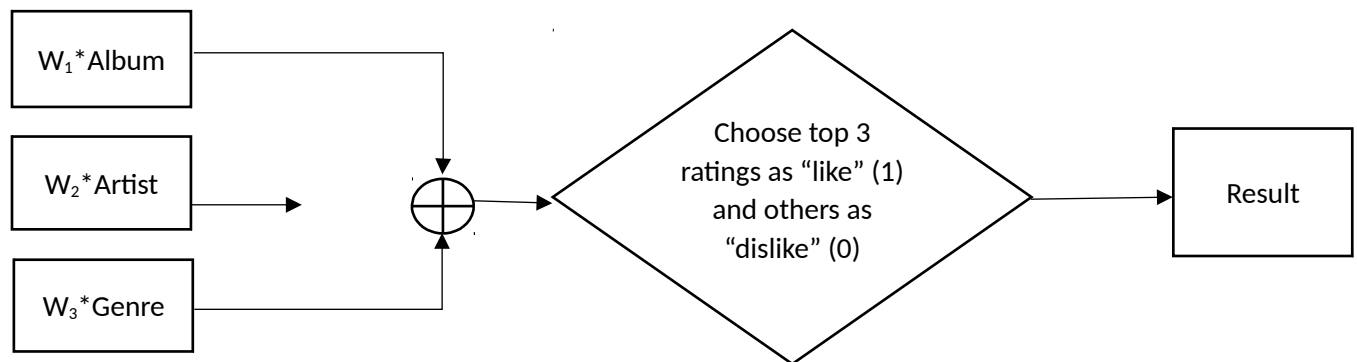 W₁*Album
W₂*Artist
W₃*Genre
Choose top 3
ratings as “like” (1)
and others as
“dislike” (0)
Result